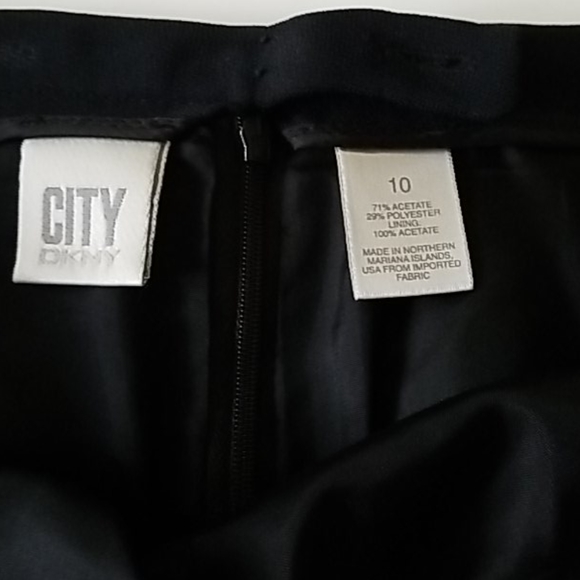 CITY
DKNY
10
71% ACETATE
29% POLYESTER
LINING:
100% ACETATE
MADE IN NORTHERN
MARIANA ISLANDS,
USA FROM IMPORTED
FABRIC